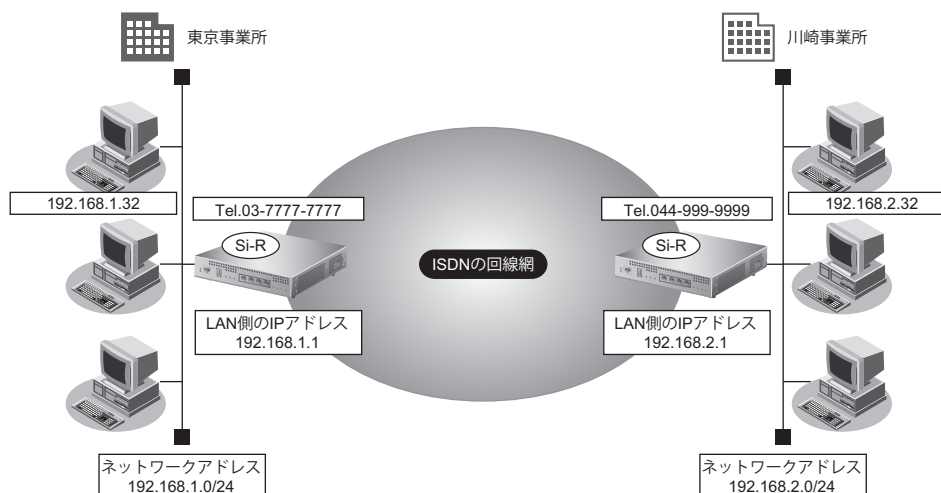 東京事業所
川崎事業所
192.168.1.32
Tel.03-7777-7777
Tel.044-999-9999
192.168.2.32
Si-R
ISDNの回線網
Si-R
LAN側のIPアドレス
192.168.1.1
LAN側のIPアドレス
192.168.2.1
ネットワークアドレス
192.168.1.0/24
ネットワークアドレス
192.168.2.0/24